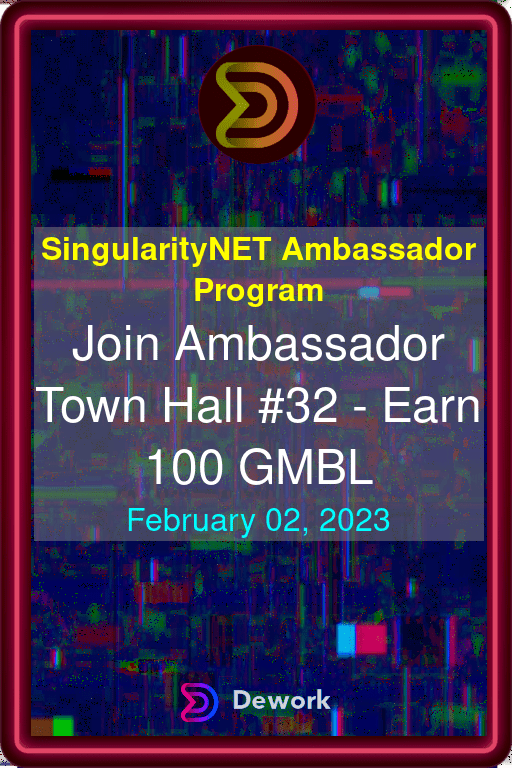 SingularityNET Ambassador
Program
Join Ambassador
Town Hall #32 - Earn
100 GMBL
February 02, 2023
Dework